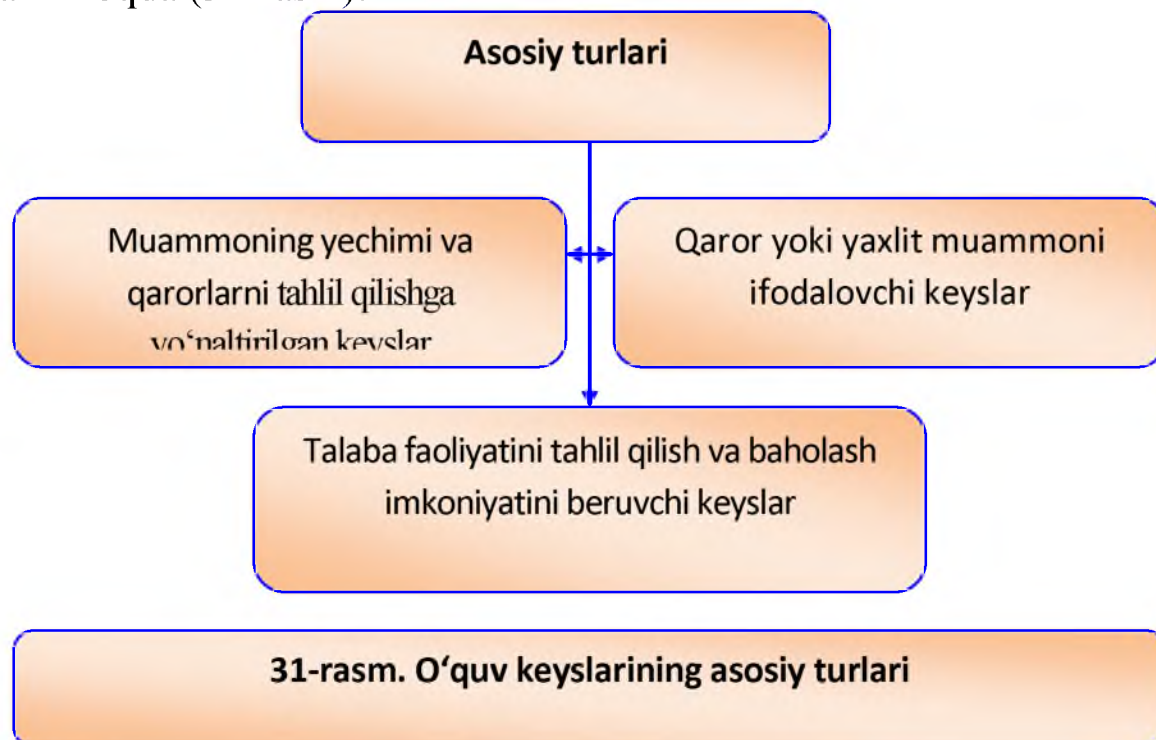 Asosiy turlari
Muammoning yechimi va
qarorlarni tahlil qilishga
yo‘naltirilgan keyslar
Qaror yoki yaxlit muammoni
ifodalovchi keyslar
Talaba faoliyatini tahlil qilish va baholash
imkoniyatini beruvchi keyslar
31-rasm. O‘quv keyslarining asosiy turlari